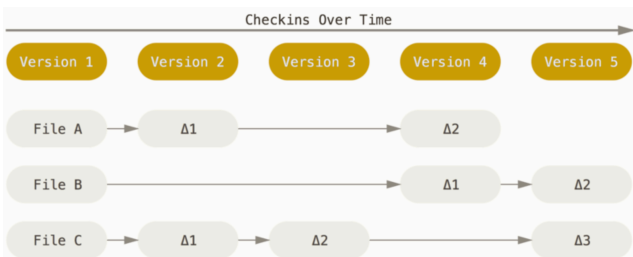 Checkins Over Time
Version 1 Version 2 Version 3 Version 4 Version 5
File A Δ1 Δ2
File B Δ1 Δ2
File C Δ1 Δ2 Δ3